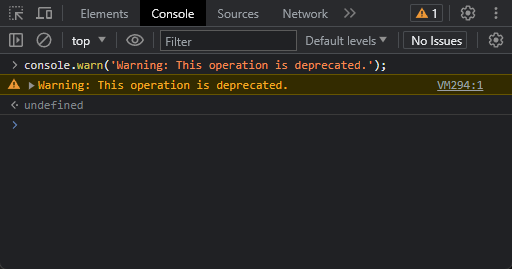 Elements Console Sources Network 1
top Filter Default levels No Issues
console.warn('Warning: This operation is deprecated.');
Warning: This operation is deprecated. VM294:1
undefined